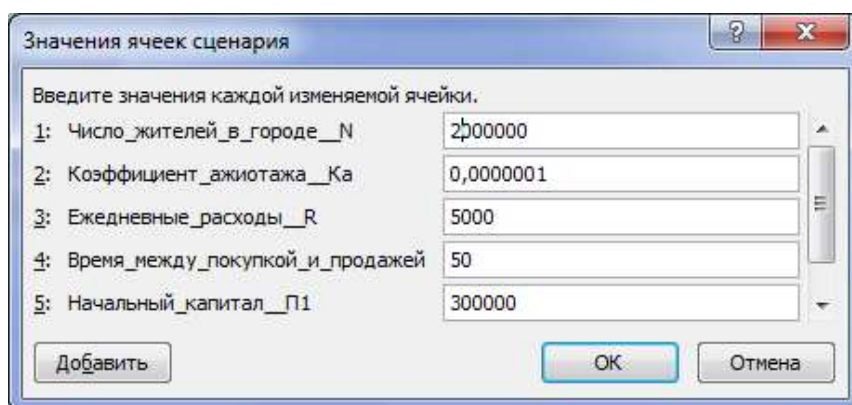 Значения ячеек сценария
Введите значения каждой изменяемой ячейки.
1: Число_жителей_в_городе__N 2000000
2: Коэффициент_ажиотажа__Ка 0,0000001
3: Ежедневные_расходы__R 5000
4: Время_между_покупкой_и_продажей 50
5: Начальный_капитал__П1 300000
Добавить ОК Отмена